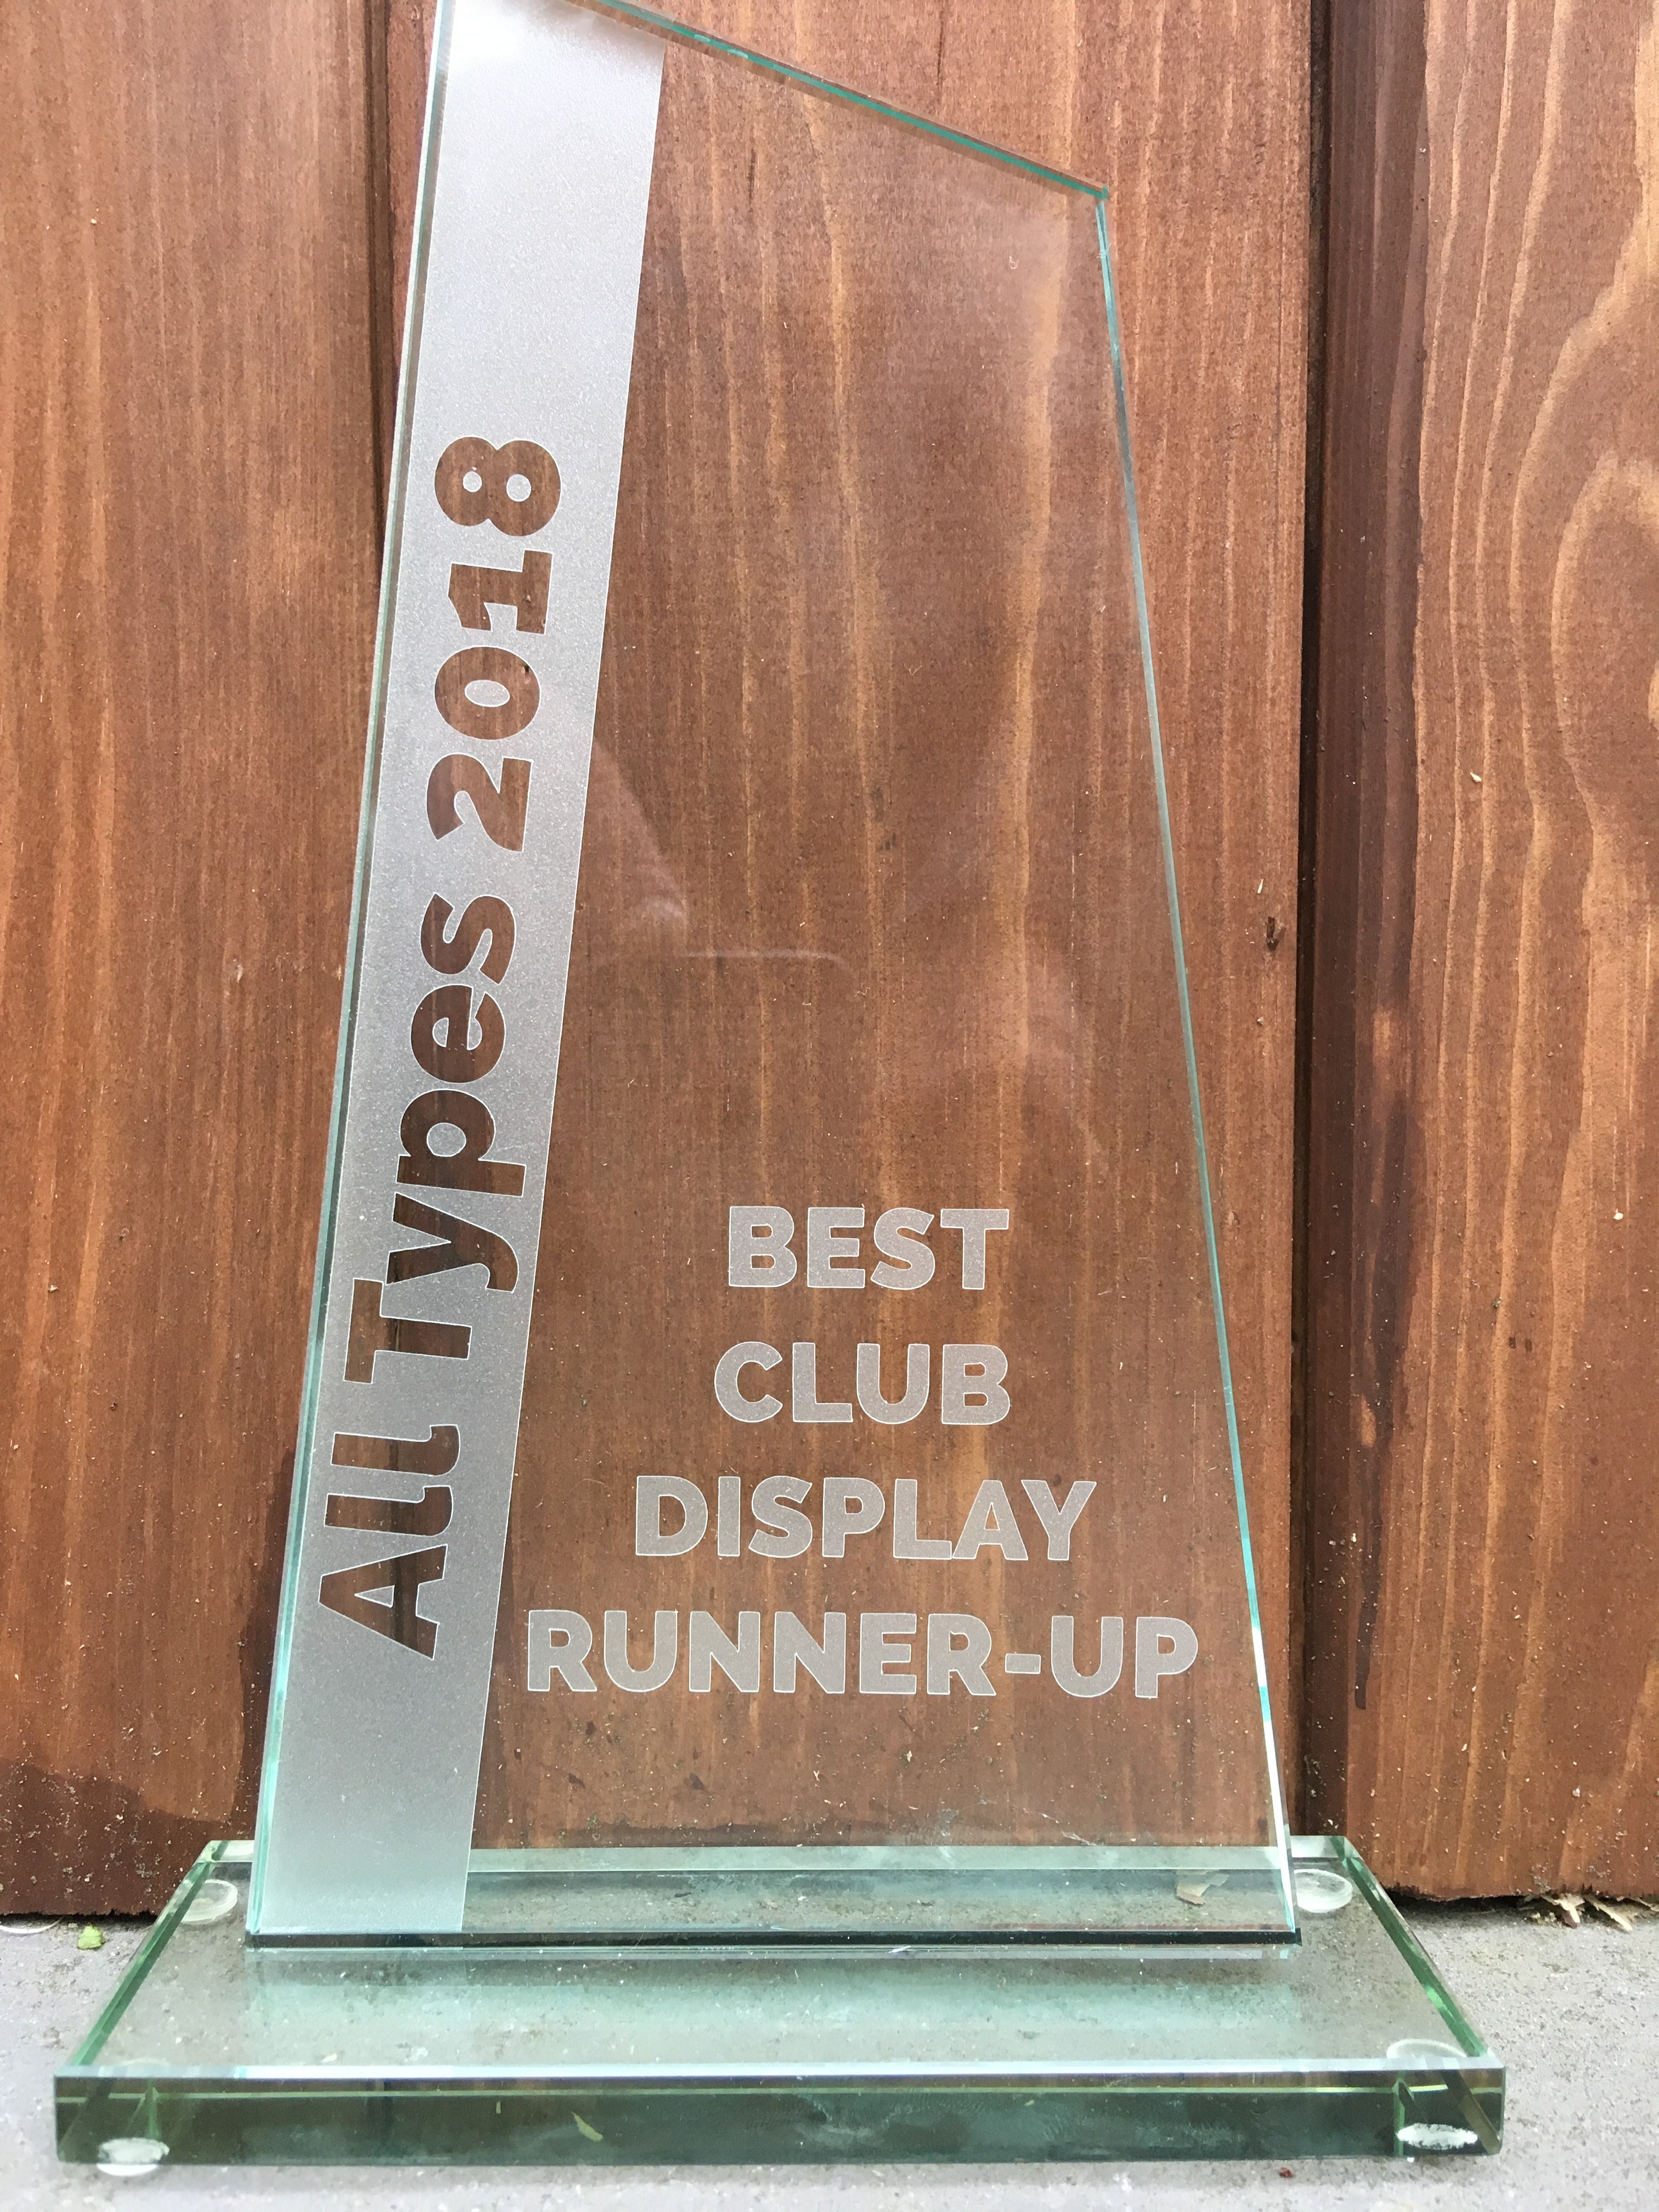 All Types 2018
BEST
CLUB
DISPLAY
RUNNER-UP